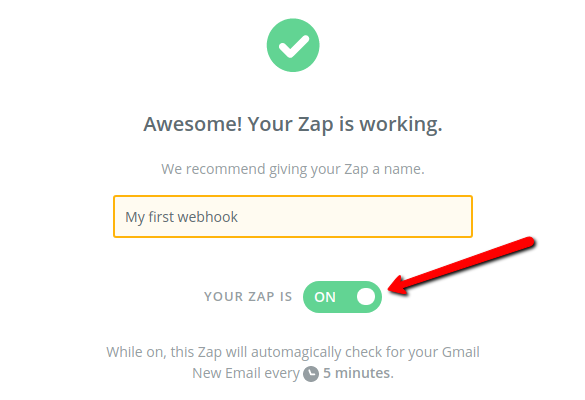 Awesome! Your Zap is working.
We recommend giving your Zap a name.
My first webhook
YOUR ZAP IS ON
While on, this Zap will automagically check for your Gmail
New Email every 5 minutes.